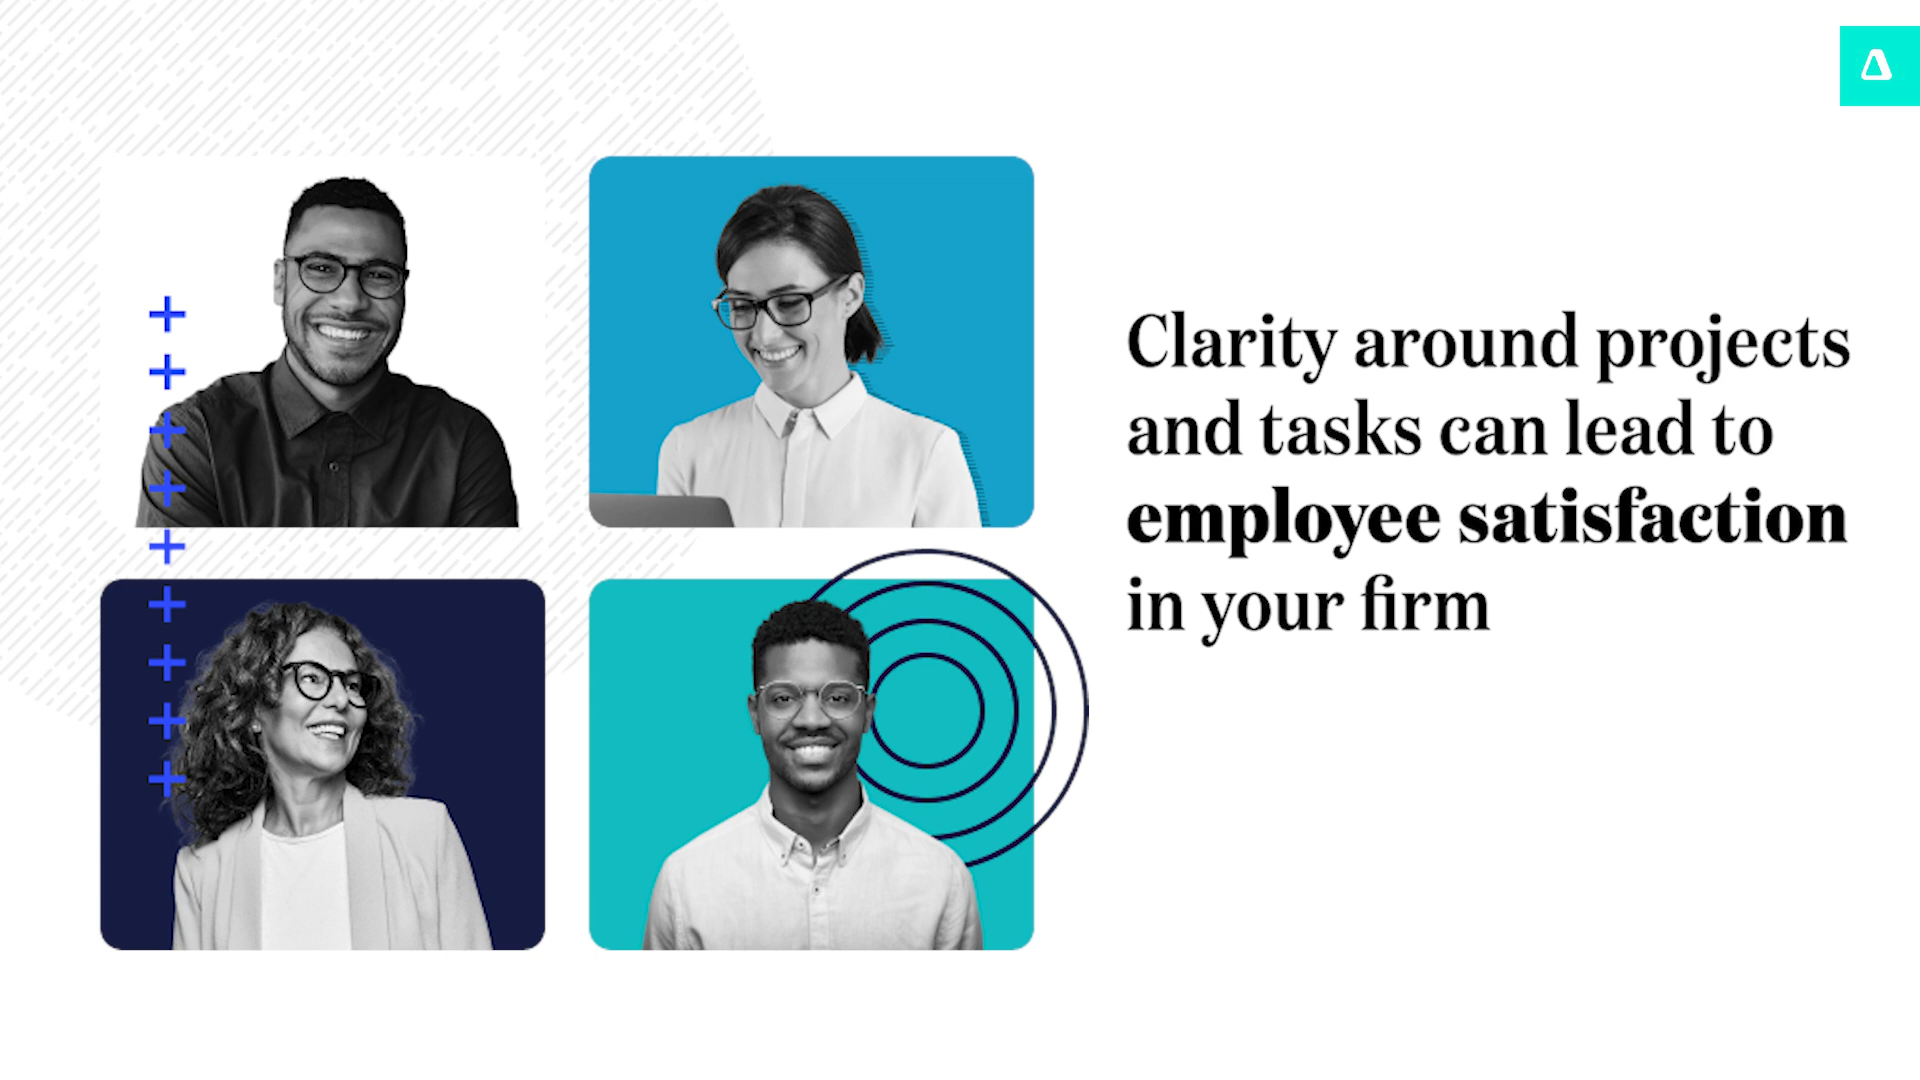 Clarity around projects
and tasks can lead to
employee satisfaction
in your firm